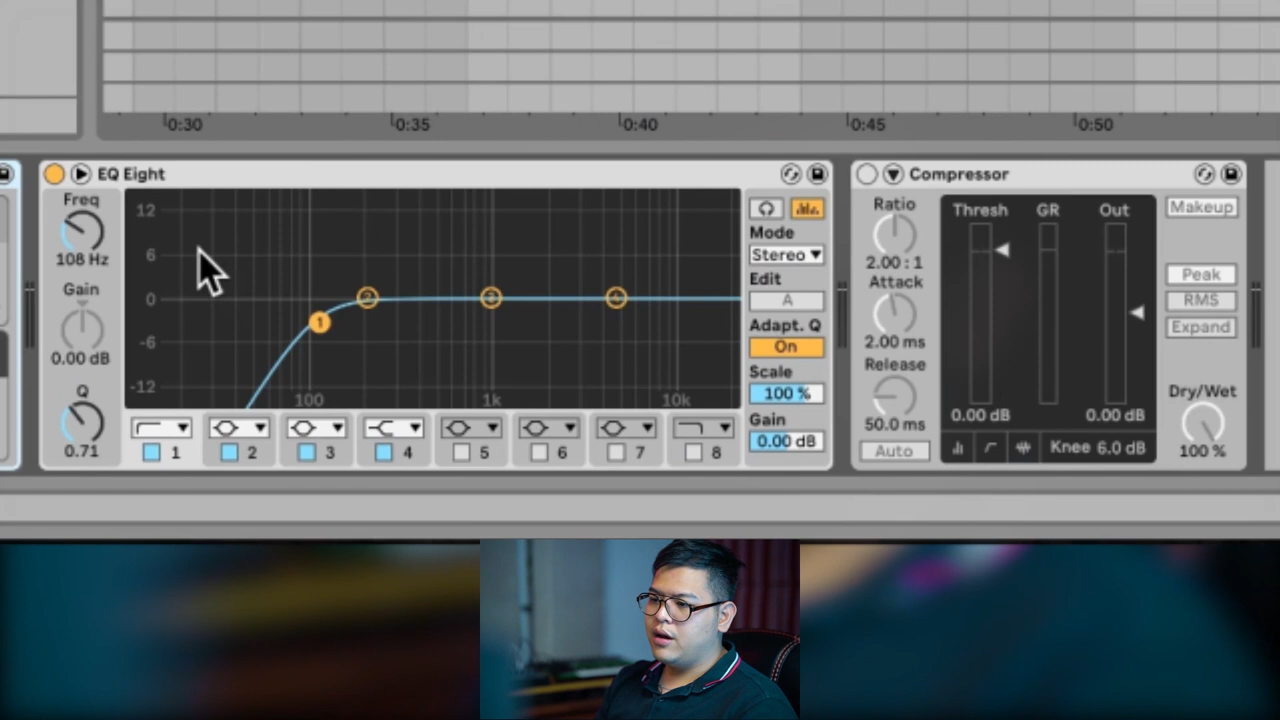 0:30 0:35 0:40 0:45 0:50
EQ Eight
Freq
108 Hz
Gain
0.00 dB
Q
0.71
12
6
0
-6
-12
100 1k 10k
1 2 3 4
1 2 3 4 5 6 7 8
Mode
Stereo
Edit
A
Adapt. Q
On
Scale
100 %
Gain
0.00 dB
Compressor
Ratio
2.00 : 1
Attack
2.00 ms
Release
50.0 ms
Auto
Thresh GR Out
0.00 dB 0.00 dB
Knee 6.0 dB
Makeup
Peak
RMS
Expand
Dry/Wet
100 %